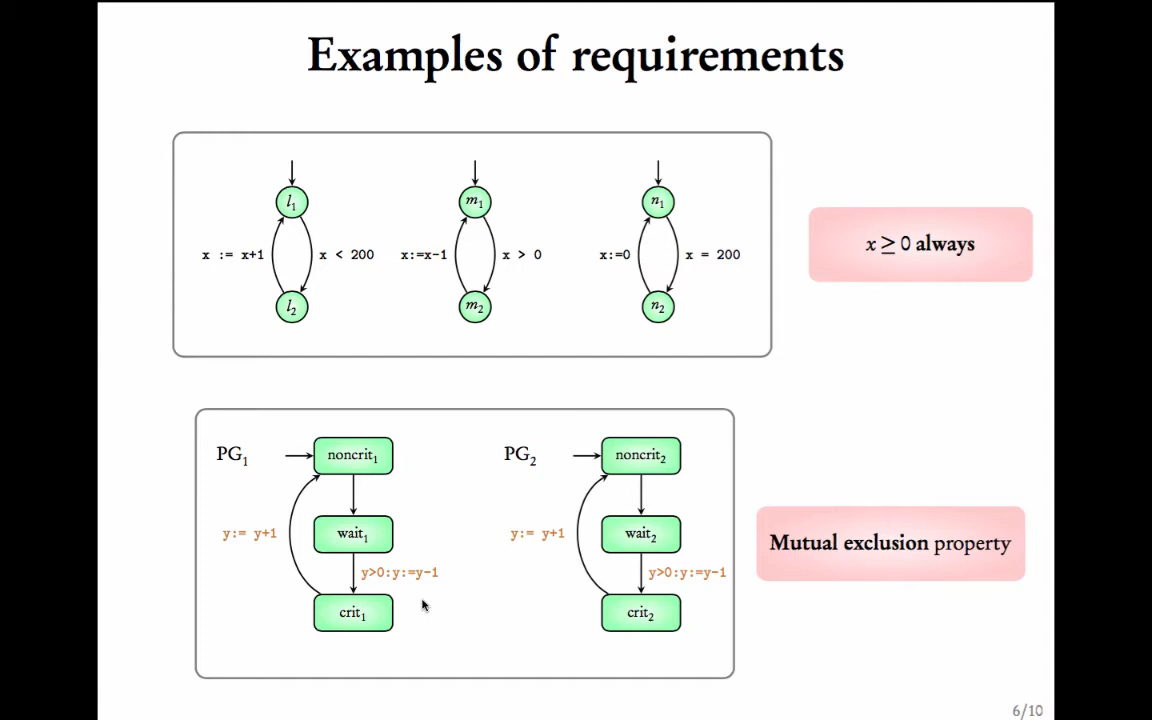 Examples of requirements
l1 m1 n1
x := x+1 x < 200 x:=x-1 x > 0 x:=0 x = 200
x ≥ 0 always
l2 m2 n2
PG1 noncrit1 PG2 noncrit2
y:= y+1 wait1 y:= y+1 wait2
Mutual exclusion property
y>0:y:=y-1 y>0:y:=y-1
crit1 crit2
6/10